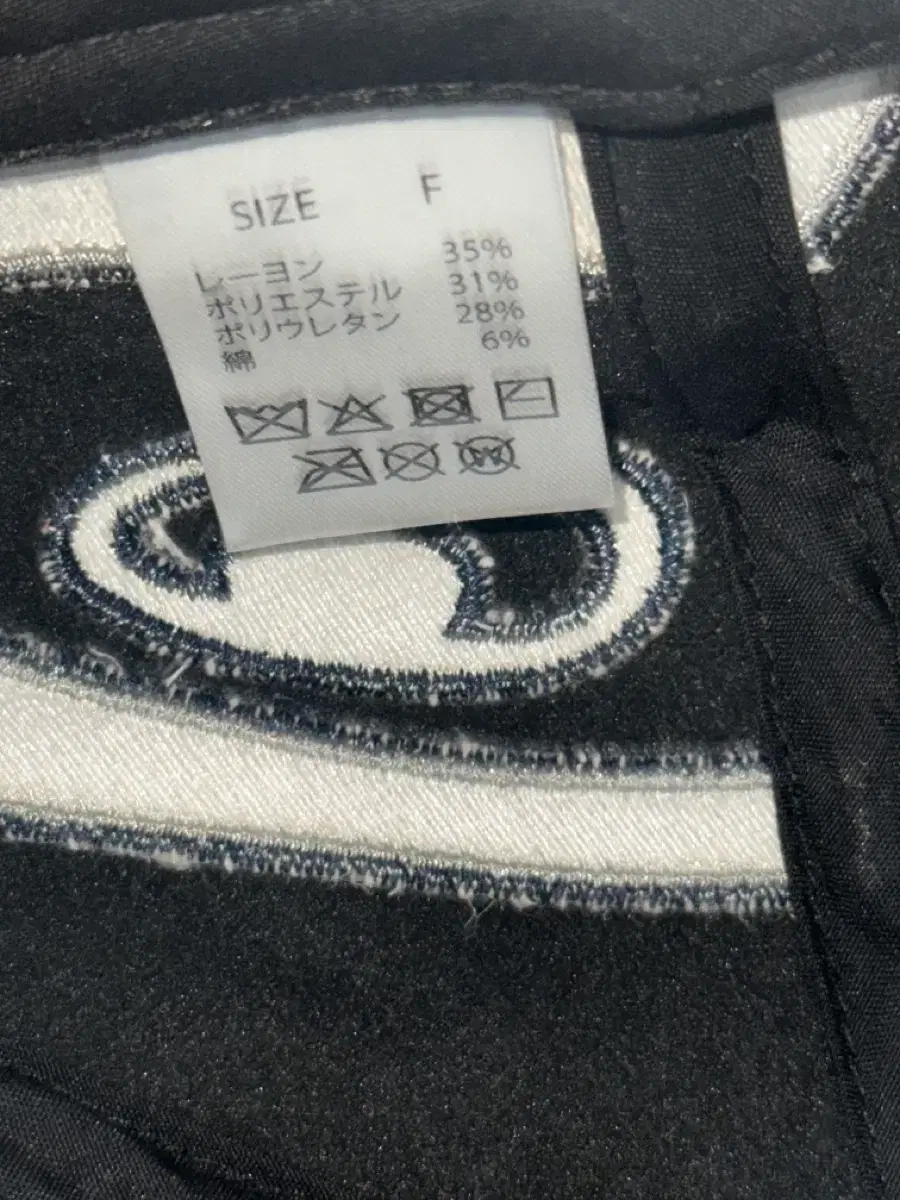 SIZE F
レーヨン 35%
ポリエステル 31%
ポリウレタン 28%
綿 6%
W